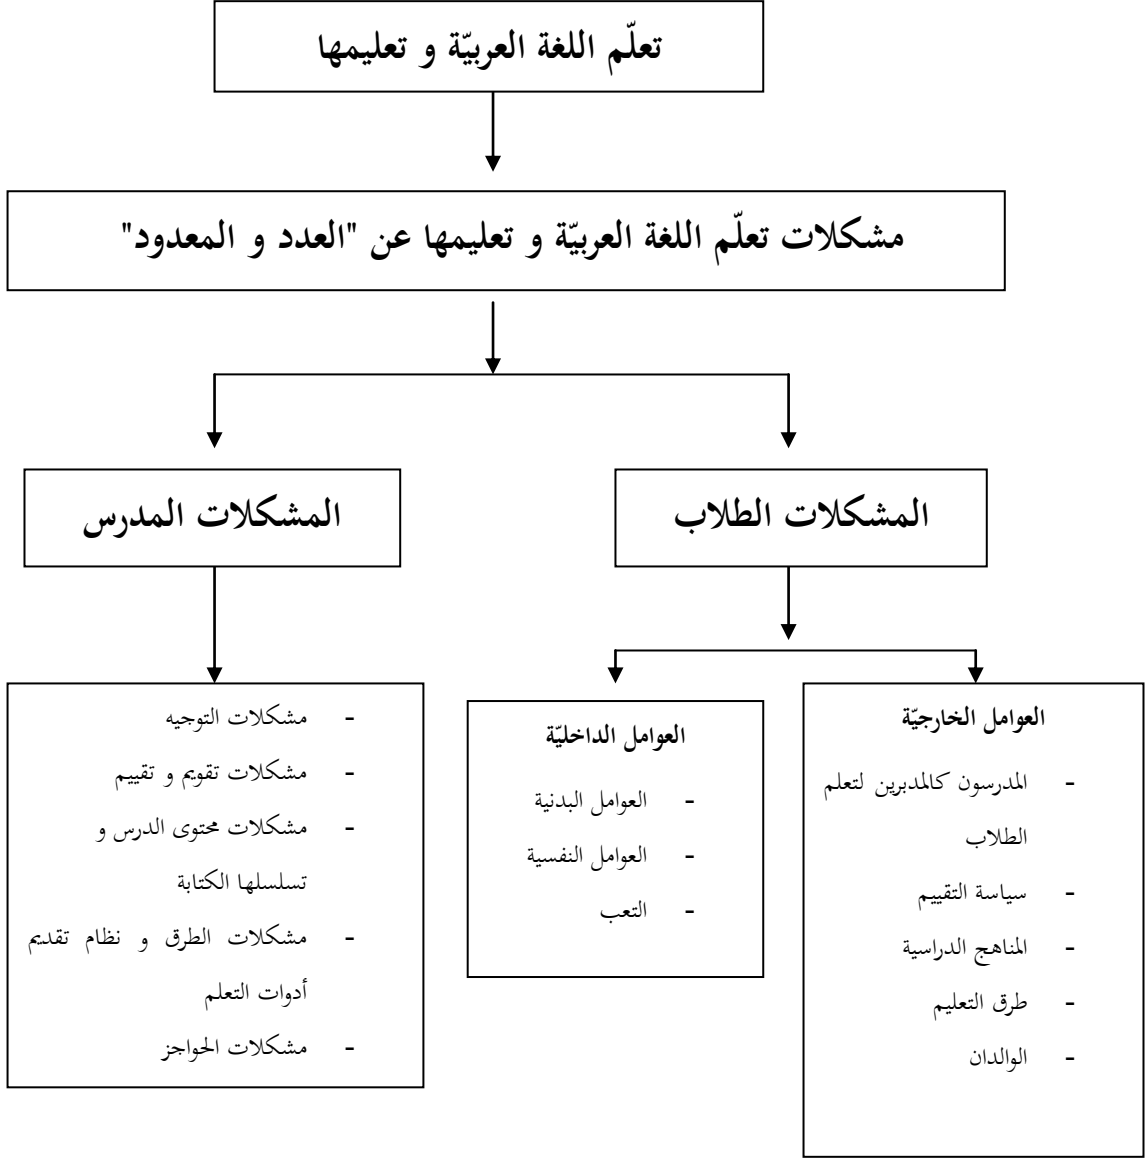 تعلّم اللغة العربيّة و تعليمها
مشكلات تعلّم اللغة العربيّة و تعليمها عن "العدد و المعدود"
المشكلات الطلاب
المشكلات المدرس
العوامل الخارجيّة
- المدرسون كالمدبرين لتعلم
الطلاب
- سياسة التقييم
- المناهج الدراسية
- طرق التعليم
- الوالدان
العوامل الداخليّة
- العوامل البدنية
- العوامل النفسية
- التعب
- مشكلات التوجيه
- مشكلات تقويم و تقييم
- مشكلات محتوى الدرس و
تسلسلها الكتابة
- مشكلات الطرق و نظام تقديم
أدوات التعلم
- مشكلات الحواجز